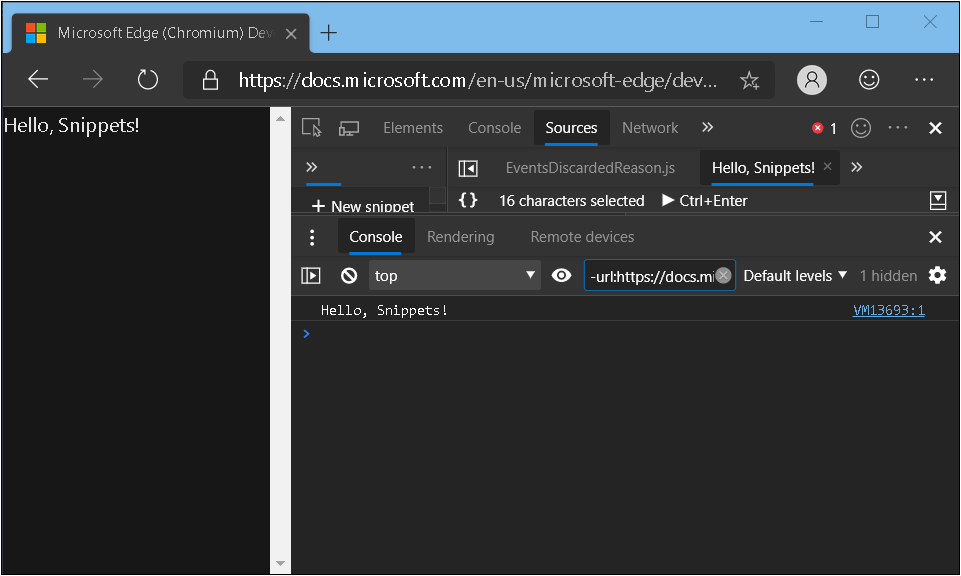 Microsoft Edge (Chromium) Dev
https://docs.microsoft.com/en-us/microsoft-edge/dev...
Hello, Snippets!
Elements Console Sources Network » 1
» EventsDiscardedReason.js Hello, Snippets! × »
+ New snippet
{} 16 characters selected ▶ Ctrl+Enter
Console Rendering Remote devices
top -url:https://docs.mi Default levels ▼ 1 hidden
Hello, Snippets! VM13693:1
>